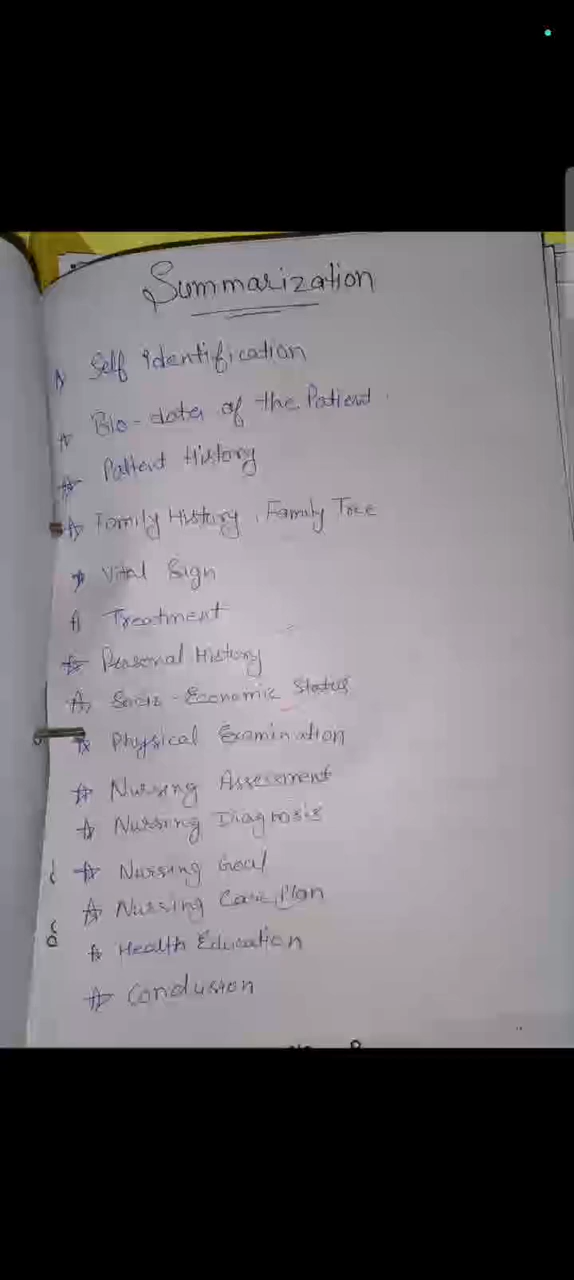 Summarization
Self identification
Bio-data of the Patient.
Patient History
Family History, Family Tree
Vital Sign
Treatment
Personal History
Socio-Economic Status
Physical Examination
Nursing Assessment
Nursing Diagnosis
Nursing Goal
Nursing Care Plan
Health Education
Conclusion